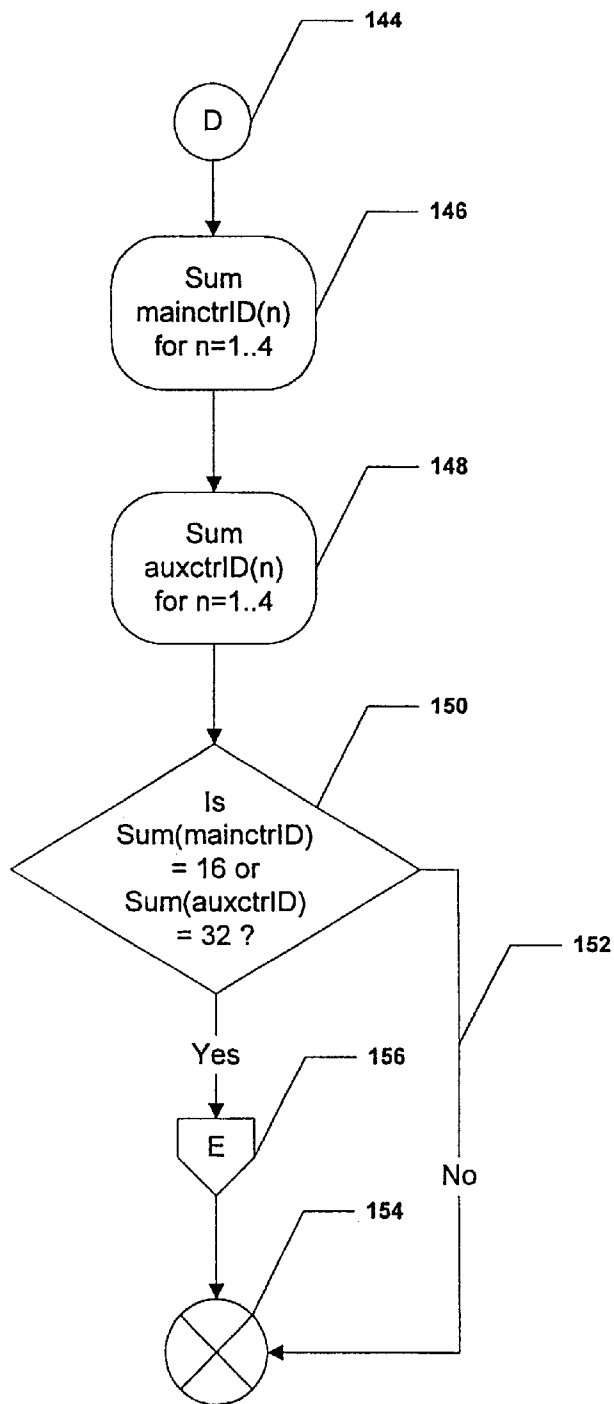 144
D
146
Sum
mainctrID(n)
for n=1..4
148
Sum
auxctrID(n)
for n=1..4
150
Is
Sum(mainctrID)
= 16 or
Sum(auxctrID)
= 32 ?
152
Yes
156
E
No
154